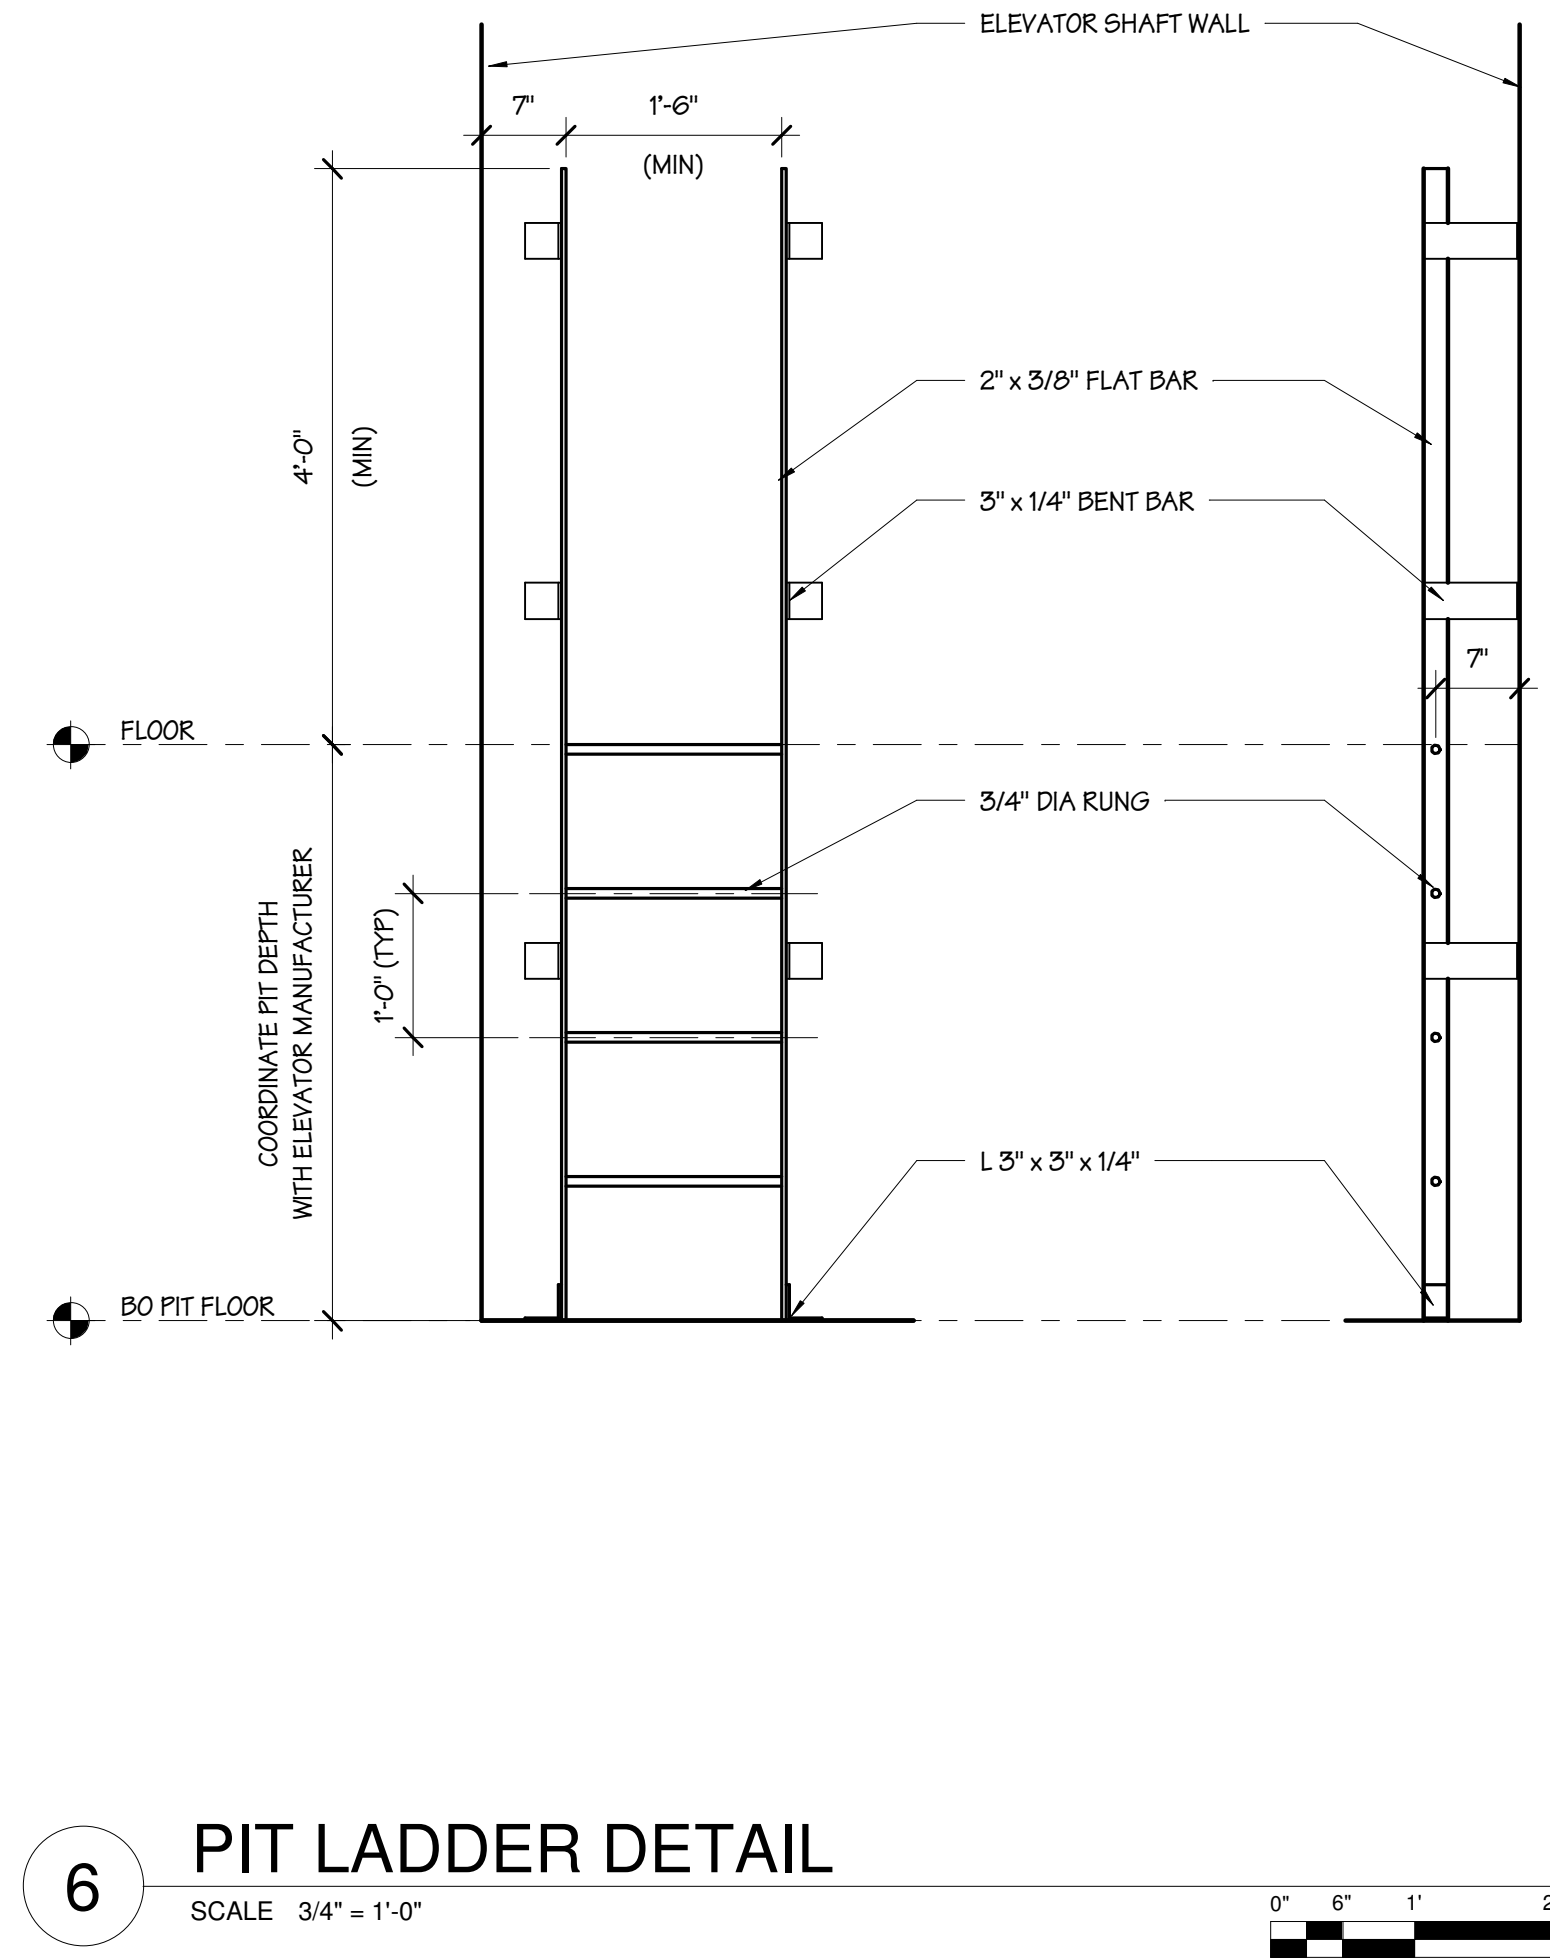 ELEVATOR SHAFT WALL
7"
1'-6"
(MIN)
4'-0"
(MIN)
2" x 3/8" FLAT BAR
3" x 1/4" BENT BAR
7"
FLOOR
3/4" DIA RUNG
COORDINATE PIT DEPTH
WITH ELEVATOR MANUFACTURER
1'-0" (TYP)
L 3" x 3" x 1/4"
BO PIT FLOOR
6
PIT LADDER DETAIL
SCALE 3/4" = 1'-0"
0" 6" 1' 2